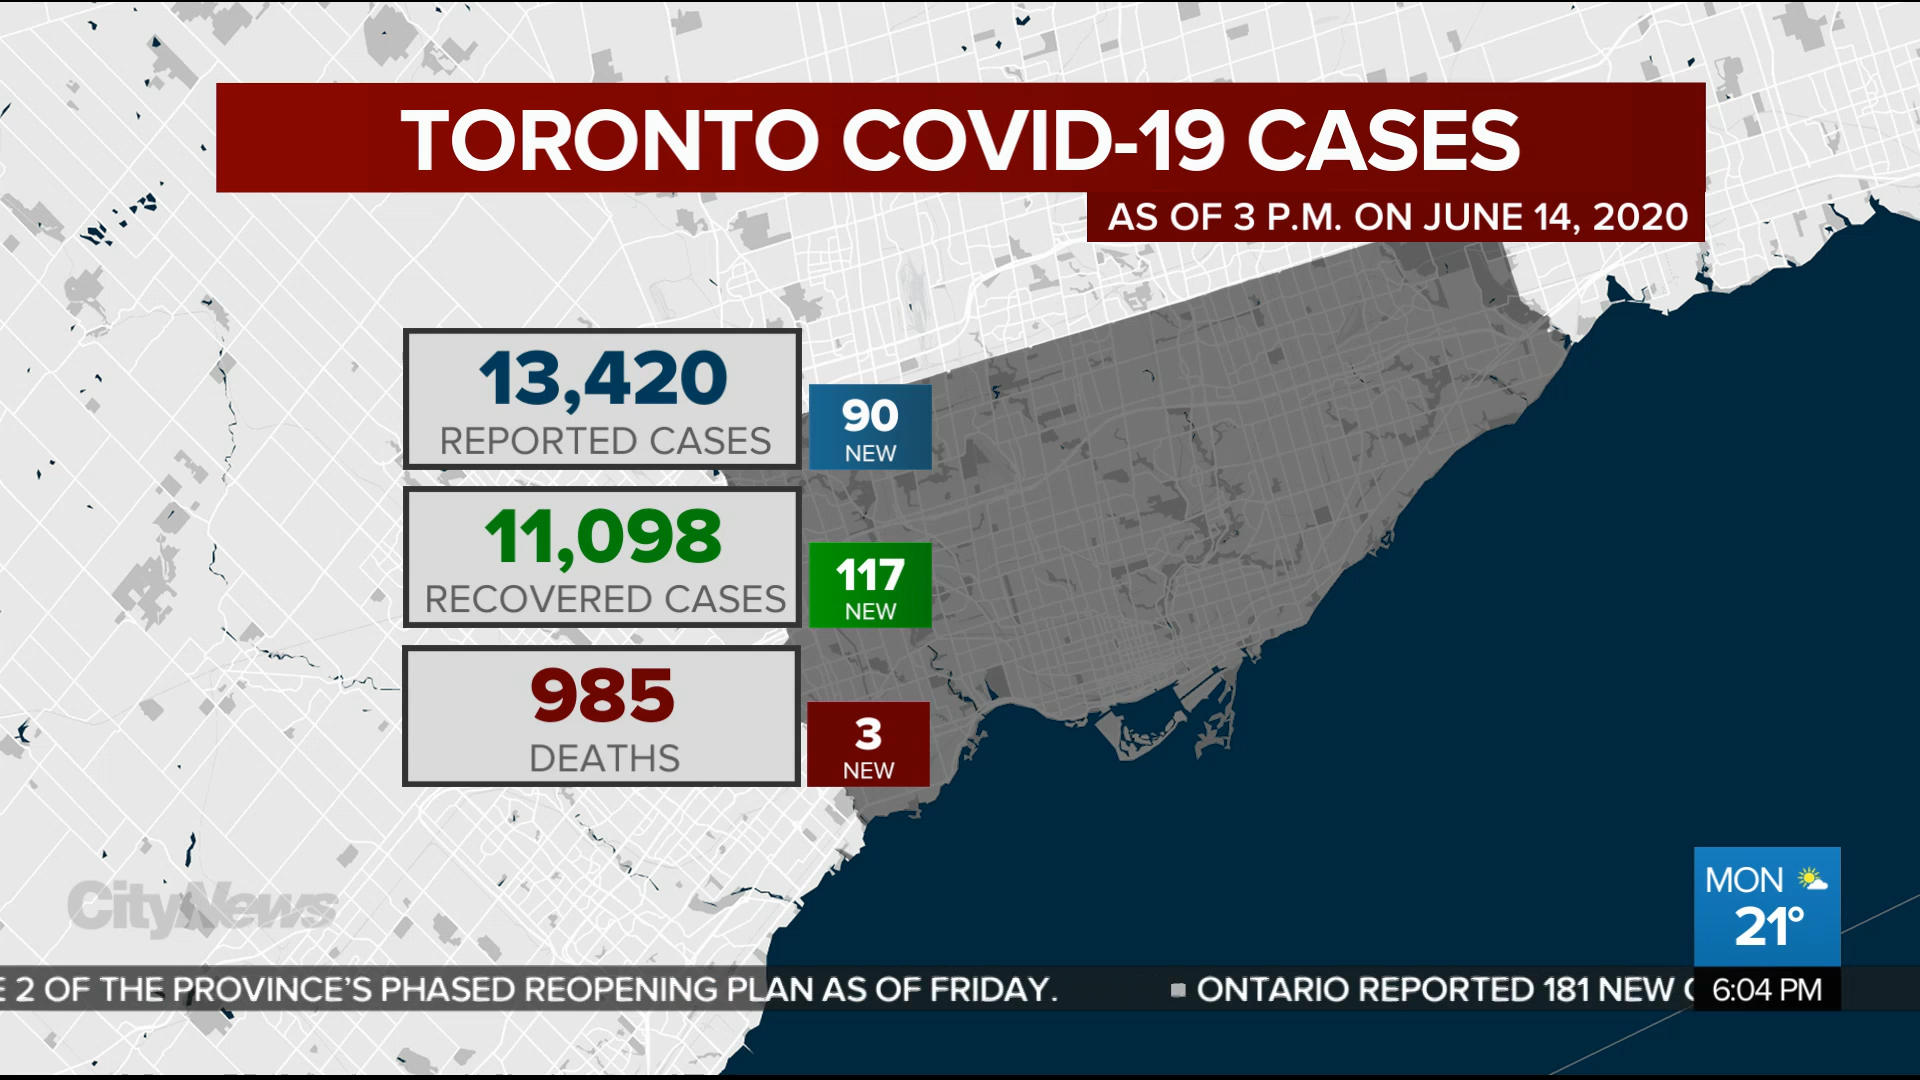 TORONTO COVID-19 CASES
AS OF 3 P.M. ON JUNE 14, 2020
13,420
REPORTED CASES
90
NEW
11,098
RECOVERED CASES
117
NEW
985
DEATHS
3
NEW
CityNews
MON
21°
2 OF THE PROVINCE'S PHASED REOPENING PLAN AS OF FRIDAY. ONTARIO REPORTED 181 NEW
6:04 PM